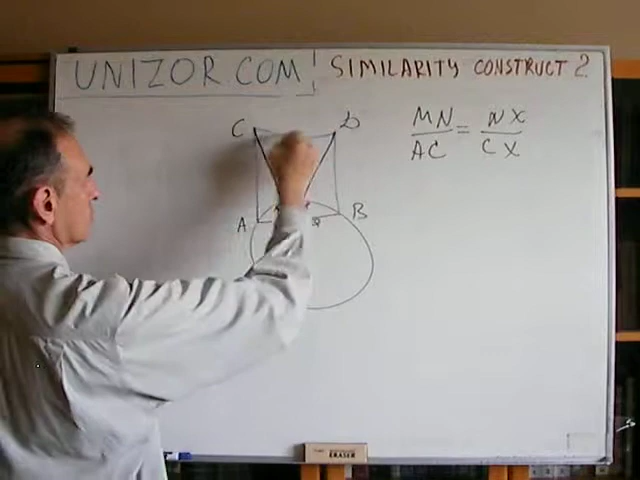 UNIZOR.COM! SIMILARITY CONSTRUCT 2
C D
MN = NX
AC CX
A B
ERASER